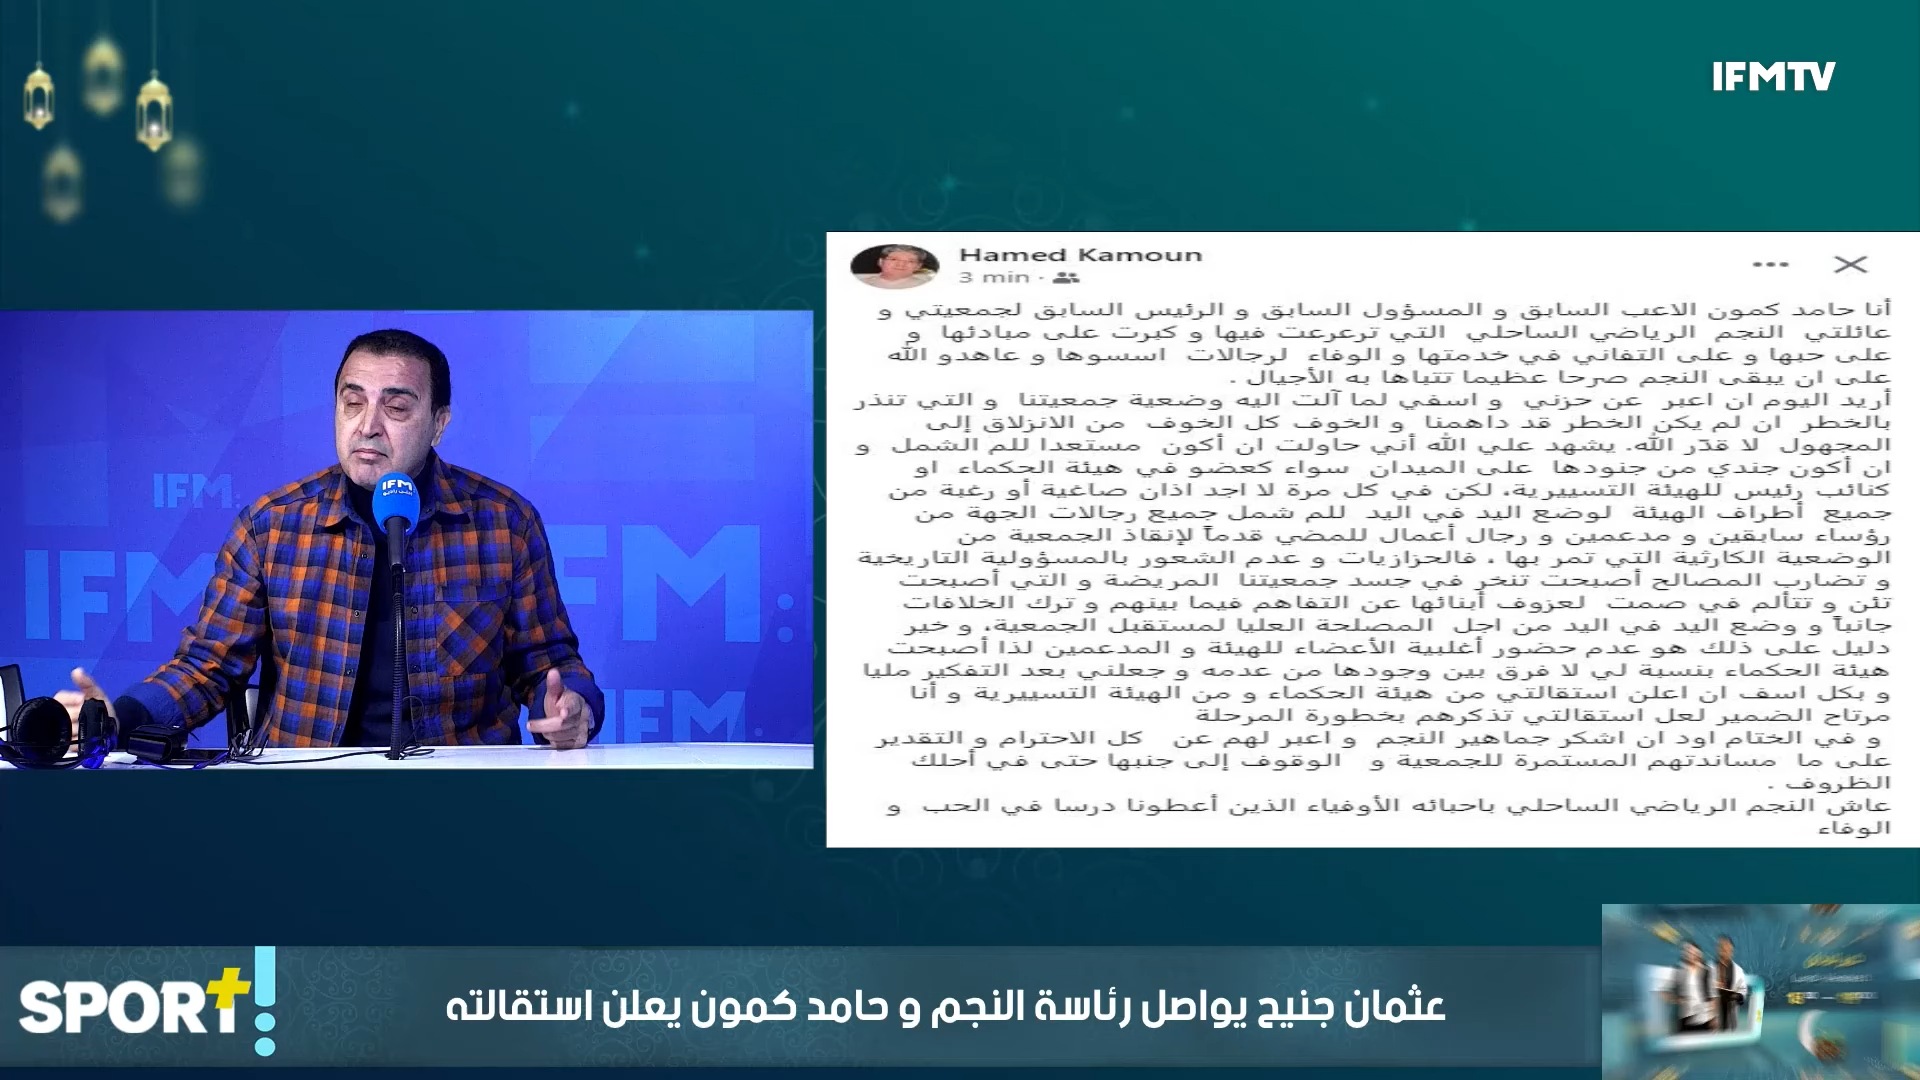 IFMTV
Hamed Kamoun
3 min ·
أنا حامد كمون الاعب السابق و المسؤول السابق و الرئيس السابق لجمعيتي و
عائلتي النجم الرياضي الساحلي التي ترعرعت فيها و كبرت على مبادئها و
على حبها و على التفاني في خدمتها و الوفاء لرجالات اسسوها و عاهدو الله
على ان يبقى النجم صرحا عظيما تتباها به الأجيال .
أريد اليوم ان اعبر عن حزني و اسفي لما آلت اليه وضعية جمعيتنا و التي تنذر
بالخطر ان لم يكن الخطر قد داهمنا و الخوف كل الخوف من الانزلاق إلى
المجهول لا قدّر الله. يشهد علي الله أني حاولت ان أكون مستعدا للم الشمل و
ان أكون جندي من جنودها على الميدان سواء كعضو في هيئة الحكماء او
كنائب رئيس للهيئة التسييرية، لكن في كل مرة لا اجد اذان صاغية أو رغبة من
جميع أطراف الهيئة لوضع اليد في اليد للم شمل جميع رجالات الجهة من
رؤساء سابقين و مدعمين و رجال أعمال للمضي قدماً لإنقاذ الجمعية من
الوضعية الكارثية التي تمر بها ، فالحزازيات و عدم الشعور بالمسؤولية التاريخية
و تضارب المصالح أصبحت تنخر في جسد جمعيتنا المريضة و التي أصبحت
تئن و تتألم في صمت لعزوف أبنائها عن التفاهم فيما بينهم و ترك الخلافات
جانباً و وضع اليد في اليد من اجل المصلحة العليا لمستقبل الجمعية، و خير
دليل على ذلك هو عدم حضور أغلبية الأعضاء للهيئة و المدعمين لذا أصبحت
هيئة الحكماء بنسبة لي لا فرق بين وجودها من عدمه و جعلني بعد التفكير مليا
و بكل اسف ان اعلن استقالتي من هيئة الحكماء و من الهيئة التسييرية و أنا
مرتاح الضمير لعل استقالتي تذكرهم بخطورة المرحلة
و في الختام اود ان اشكر جماهير النجم و اعبر لهم عن كل الاحترام و التقدير
على ما مساندتهم المستمرة للجمعية و الوقوف إلى جنبها حتى في أحلك
الظروف .
عاش النجم الرياضي الساحلي باحبائه الأوفياء الذين أعطونا درسا في الحب و
الوفاء
IFM:
IFM
IFM:
IFM:
IFM
SPORT!
عثمان جنيح يواصل رئاسة النجم و حامد كمون يعلن استقالته